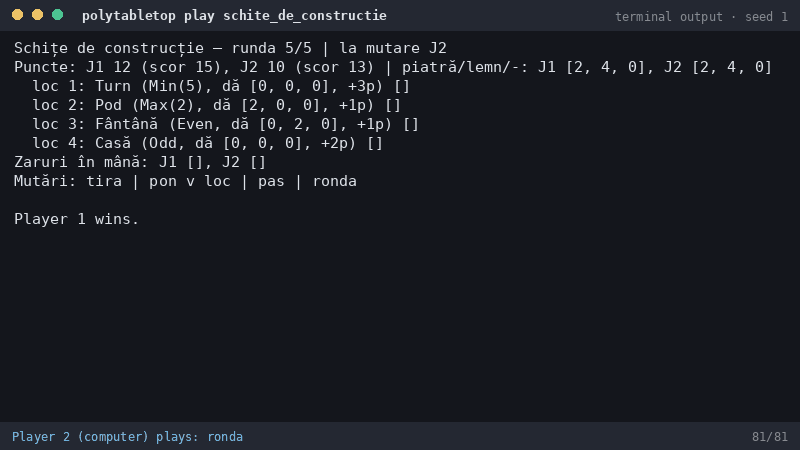 polytabletop play schite_de_constructie
terminal output · seed 1
Schițe de construcție — runda 5/5 | la mutare J2
Puncte: J1 12 (scor 15), J2 10 (scor 13) | piatră/lemn/-: J1 [2, 4, 0], J2 [2, 4, 0]
loc 1: Turn (Min(5), dă [0, 0, 0], +3p) []
loc 2: Pod (Max(2), dă [2, 0, 0], +1p) []
loc 3: Fântână (Even, dă [0, 2, 0], +1p) []
loc 4: Casă (Odd, dă [0, 0, 0], +2p) []
Zaruri în mână: J1 [], J2 []
Mutări: tira | pon v loc | pas | ronda
Player 1 wins.
Player 2 (computer) plays: ronda
81/81